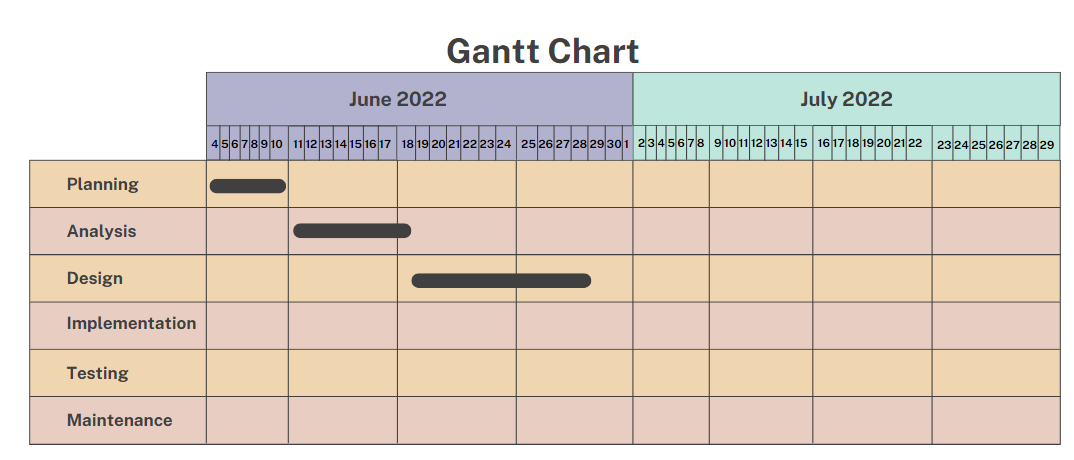 Gantt Chart
June 2022 July 2022
4 5 6 7 8 9 10 11 12 13 14 15 16 17 18 19 20 21 22 23 24 25 26 27 28 29 30 1 2 3 4 5 6 7 8 9 10 11 12 13 14 15 16 17 18 19 20 21 22 23 24 25 26 27 28 29
Planning
Analysis
Design
Implementation
Testing
Maintenance